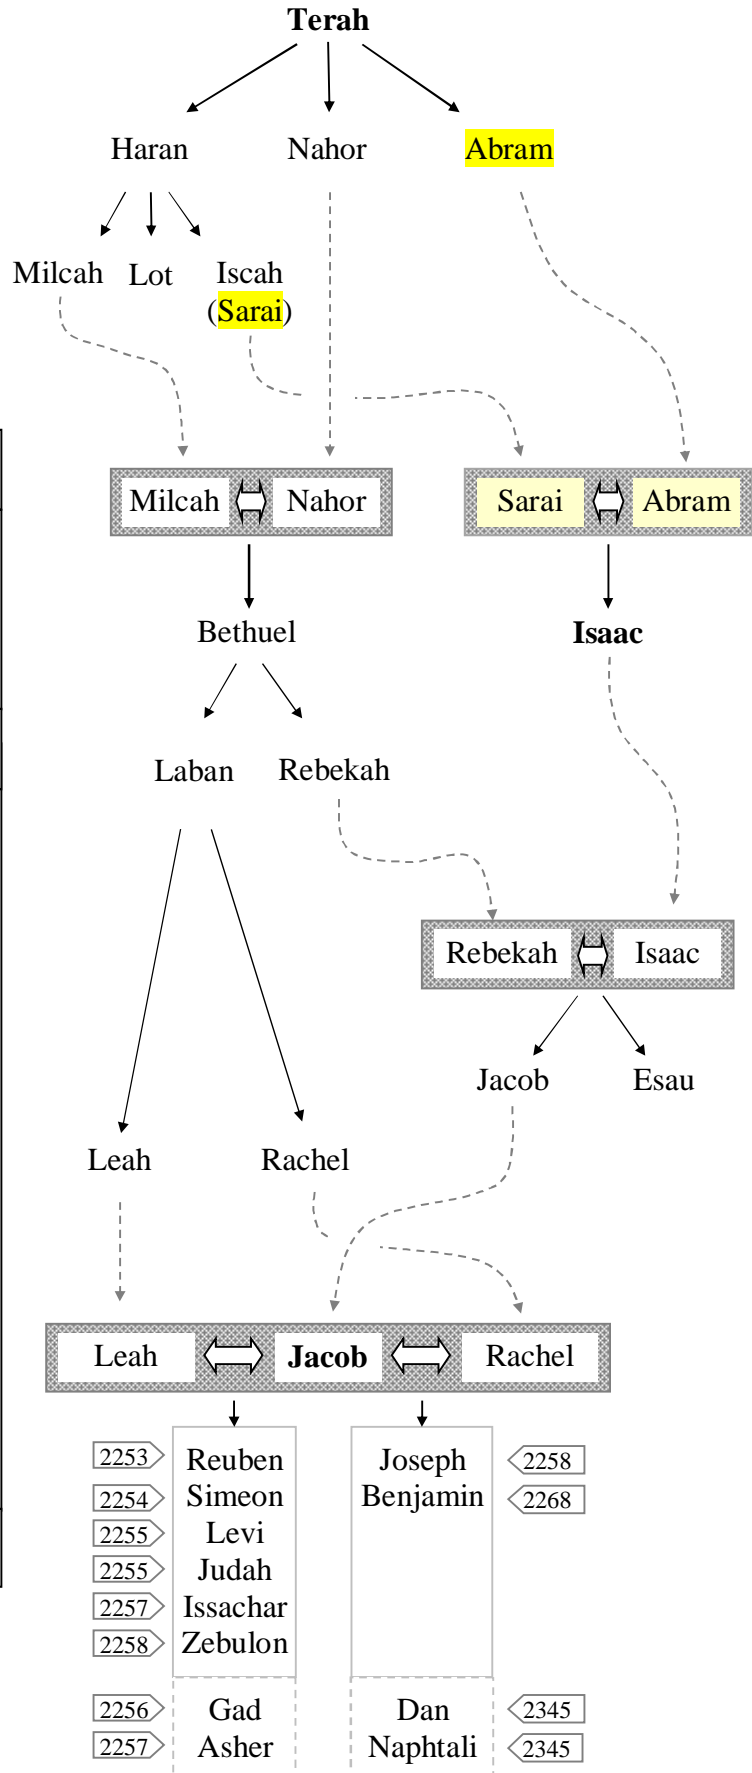 Terah
Haran Nahor Abram
Milcah Lot Iscah
(Sarai)
Milcah Nahor Sarai Abram
Bethuel Isaac
Laban Rebekah
Rebekah Isaac
Jacob Esau
Leah Rachel
Leah Jacob Rachel
2253 Reuben Joseph 2258
2254 Simeon Benjamin 2268
2255 Levi
2255 Judah
2257 Issachar
2258 Zebulon
2256 Gad Dan 2345
2257 Asher Naphtali 2345